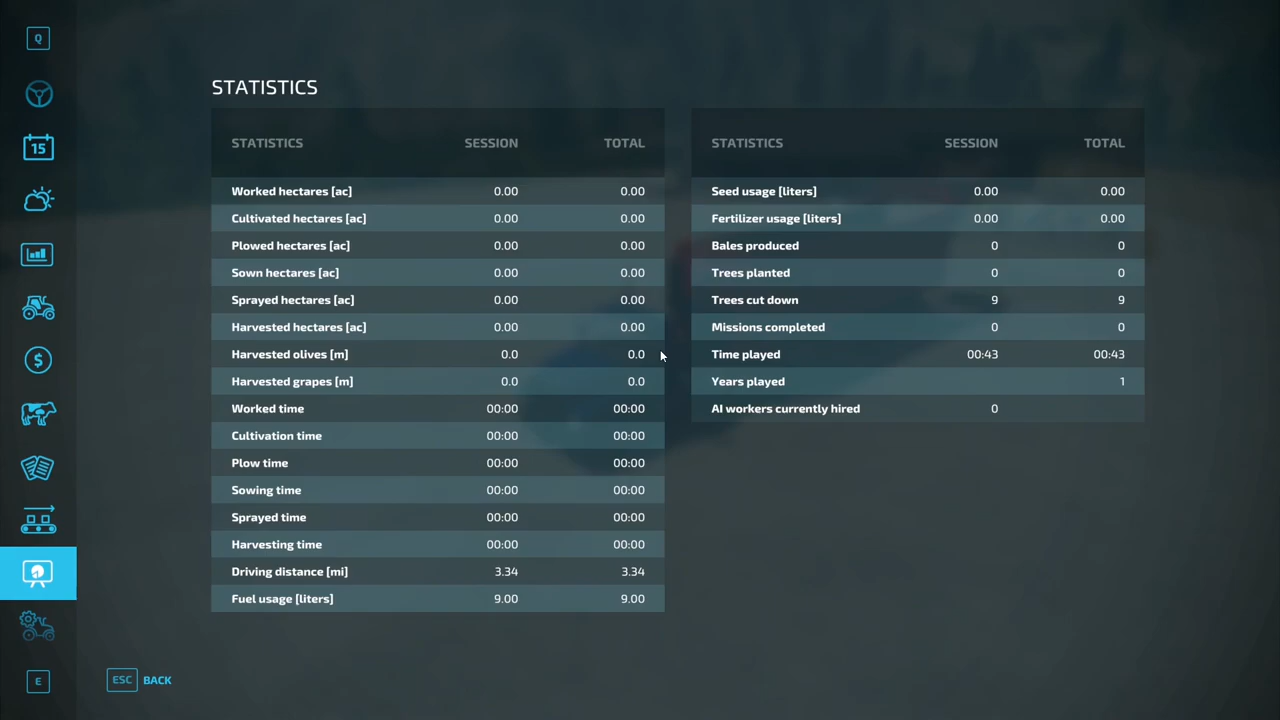 Q
15
$
E
STATISTICS
STATISTICS SESSION TOTAL
Worked hectares [ac] 0.00 0.00
Cultivated hectares [ac] 0.00 0.00
Plowed hectares [ac] 0.00 0.00
Sown hectares [ac] 0.00 0.00
Sprayed hectares [ac] 0.00 0.00
Harvested hectares [ac] 0.00 0.00
Harvested olives [m] 0.0 0.0
Harvested grapes [m] 0.0 0.0
Worked time 00:00 00:00
Cultivation time 00:00 00:00
Plow time 00:00 00:00
Sowing time 00:00 00:00
Sprayed time 00:00 00:00
Harvesting time 00:00 00:00
Driving distance [mi] 3.34 3.34
Fuel usage [liters] 9.00 9.00
STATISTICS SESSION TOTAL
Seed usage [liters] 0.00 0.00
Fertilizer usage [liters] 0.00 0.00
Bales produced 0 0
Trees planted 0 0
Trees cut down 9 9
Missions completed 0 0
Time played 00:43 00:43
Years played 1
AI workers currently hired 0
ESC BACK